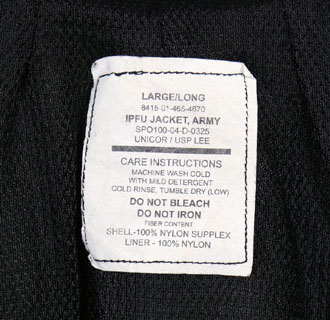 LARGE/LONG
8415-01-465-4670
IPFU JACKET, ARMY
SPO100-04-D-0325
UNICOR / USP LEE
CARE INSTRUCTIONS
MACHINE WASH COLD
WITH MILD DETERGENT
COLD RINSE, TUMBLE DRY (LOW)
DO NOT BLEACH
DO NOT IRON
FIBER CONTENT
SHELL-100% NYLON SUPPLEX
LINER - 100% NYLON